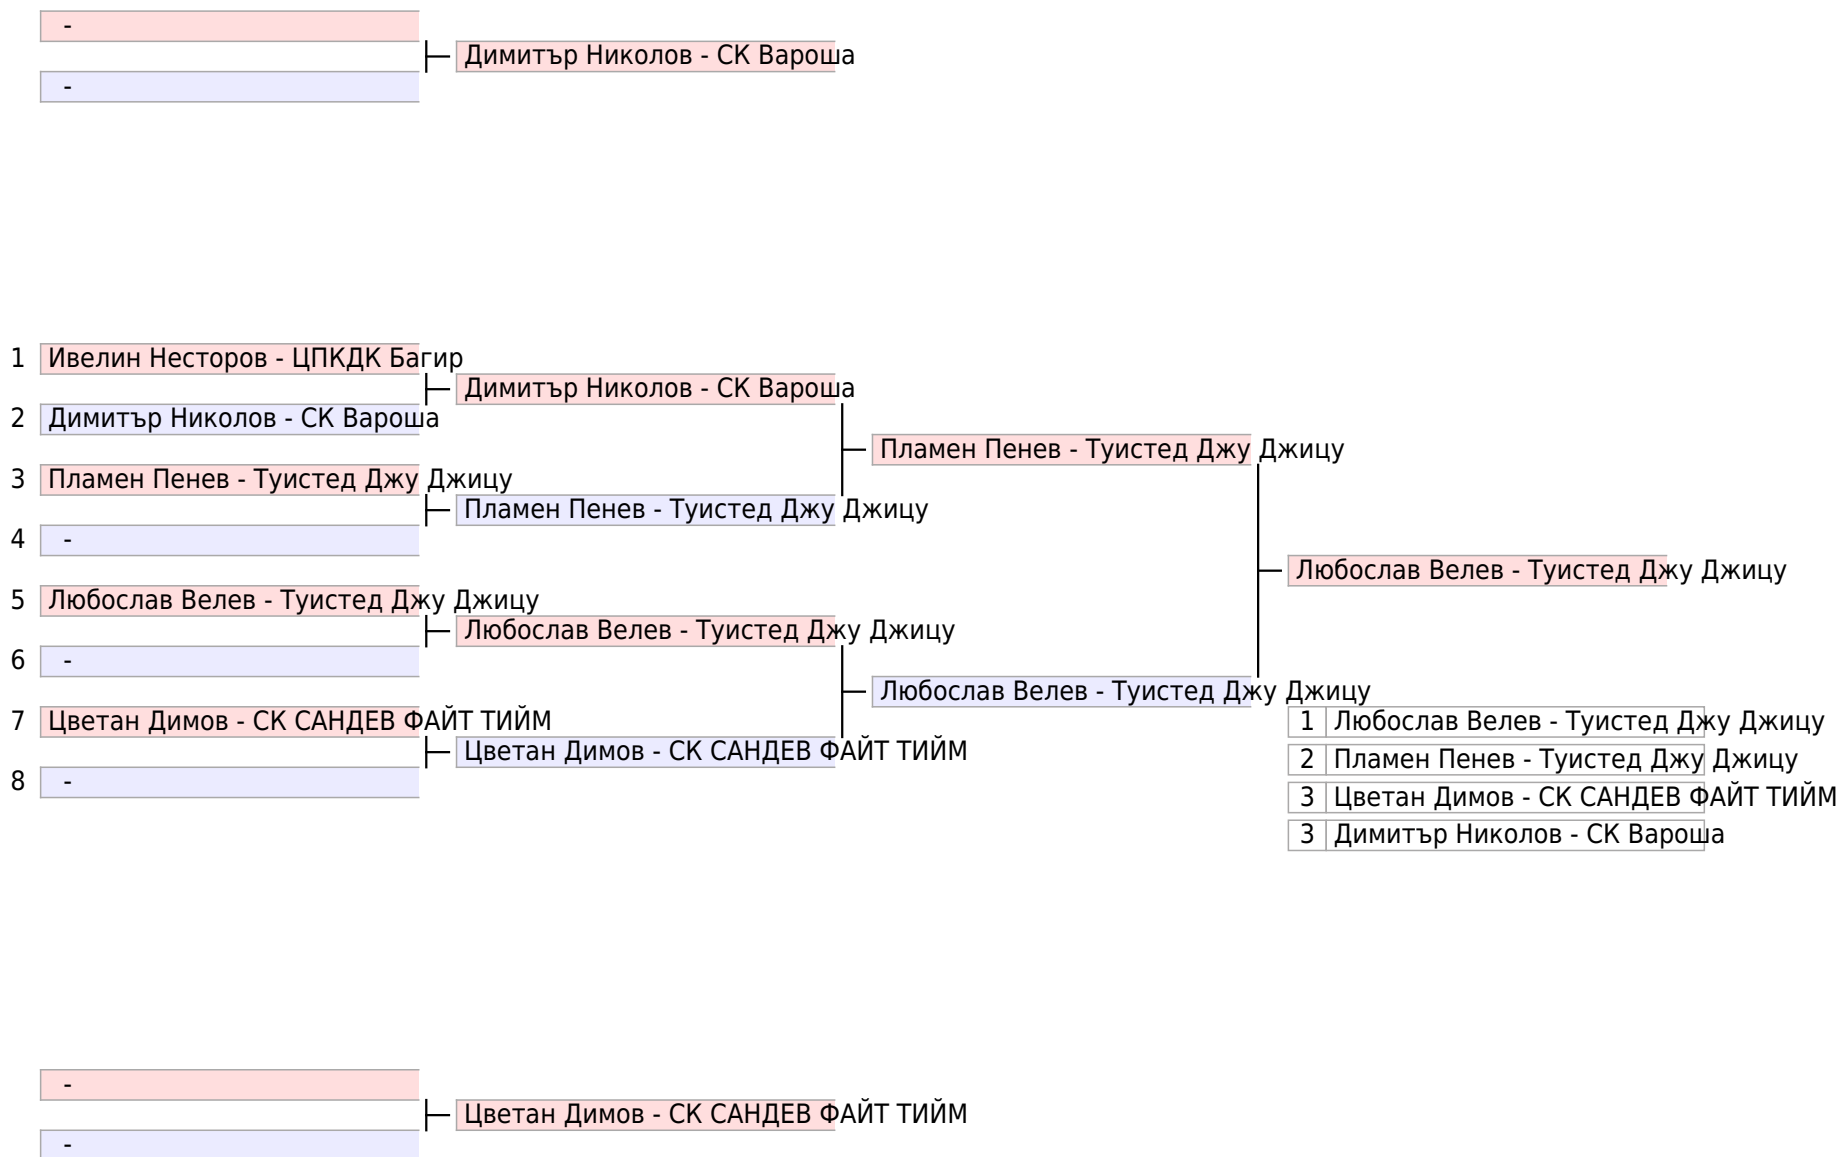 -
Димитър Николов - СК Вароша
-
1 Ивелин Несторов - ЦПКДК Багир
Димитър Николов - СК Вароша
2 Димитър Николов - СК Вароша
Пламен Пенев - Туистед Джу Джицу
3 Пламен Пенев - Туистед Джу Джицу
Пламен Пенев - Туистед Джу Джицу
4 -
Любослав Велев - Туистед Джу Джицу
5 Любослав Велев - Туистед Джу Джицу
Любослав Велев - Туистед Джу Джицу
6 -
Любослав Велев - Туистед Джу Джицу
7 Цветан Димов - СК САНДЕВ ФАЙТ ТИЙМ
1 Любослав Велев - Туистед Джу Джицу
Цветан Димов - СК САНДЕВ ФАЙТ ТИЙМ
2 Пламен Пенев - Туистед Джу Джицу
8 -
3 Цветан Димов - СК САНДЕВ ФАЙТ ТИЙМ
3 Димитър Николов - СК Вароша
-
Цветан Димов - СК САНДЕВ ФАЙТ ТИЙМ
-